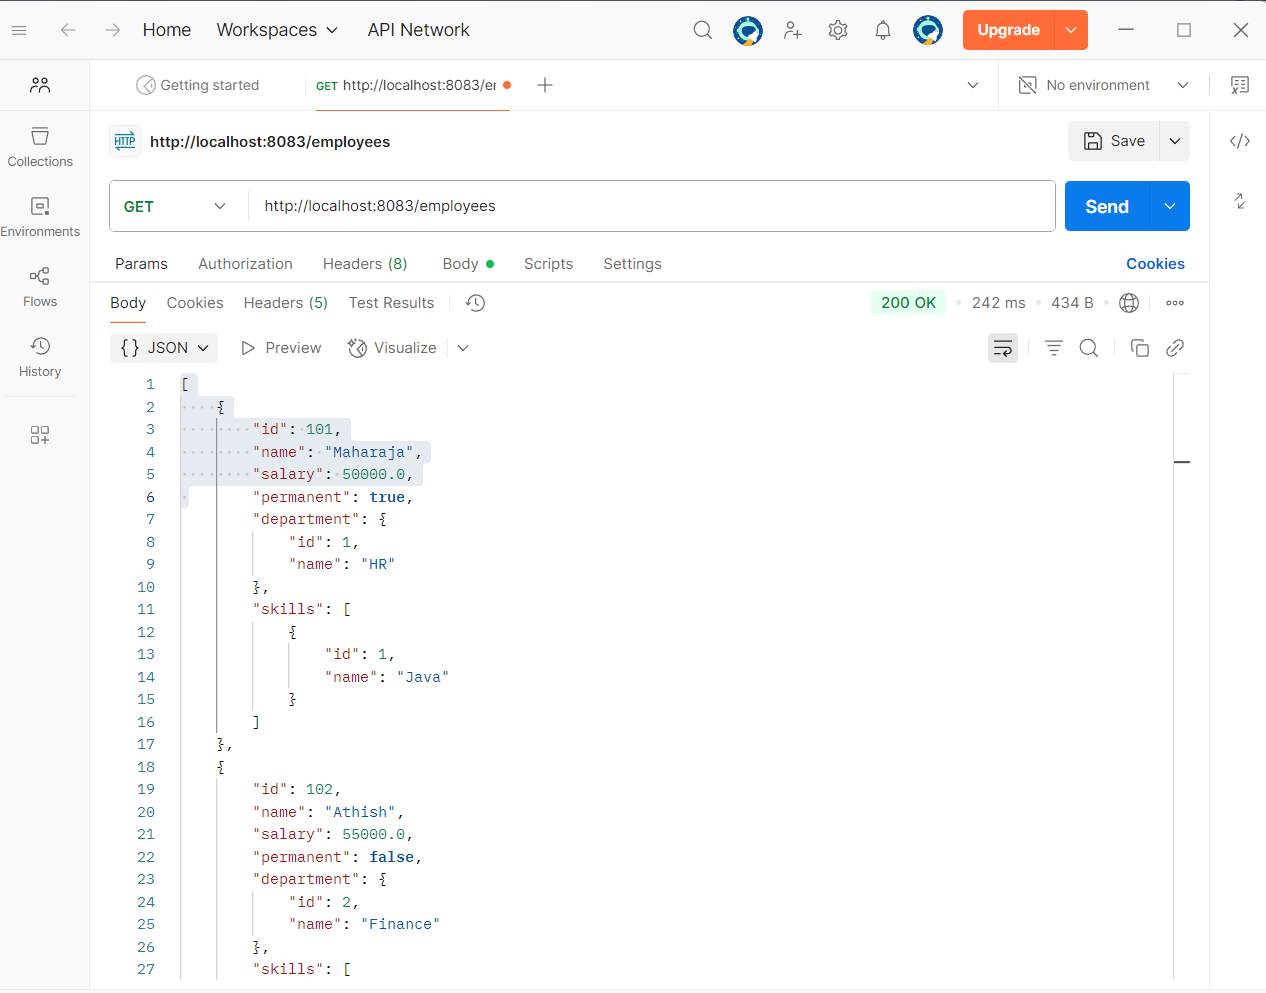 Home Workspaces API Network Upgrade
Getting started GET http://localhost:8083/er No environment
HTTP http://localhost:8083/employees Save
Collections
GET http://localhost:8083/employees Send
Environments
Params Authorization Headers (8) Body Scripts Settings Cookies
Flows
Body Cookies Headers (5) Test Results 200 OK 242 ms 434 B
{} JSON Preview Visualize
History
1 [
2 {
3 "id": 101,
4 "name": "Maharaja",
5 "salary": 50000.0,
6 "permanent": true,
7 "department": {
8 "id": 1,
9 "name": "HR"
10 },
11 "skills": [
12 {
13 "id": 1,
14 "name": "Java"
15 }
16 ]
17 },
18 {
19 "id": 102,
20 "name": "Athish",
21 "salary": 55000.0,
22 "permanent": false,
23 "department": {
24 "id": 2,
25 "name": "Finance"
26 },
27 "skills": [